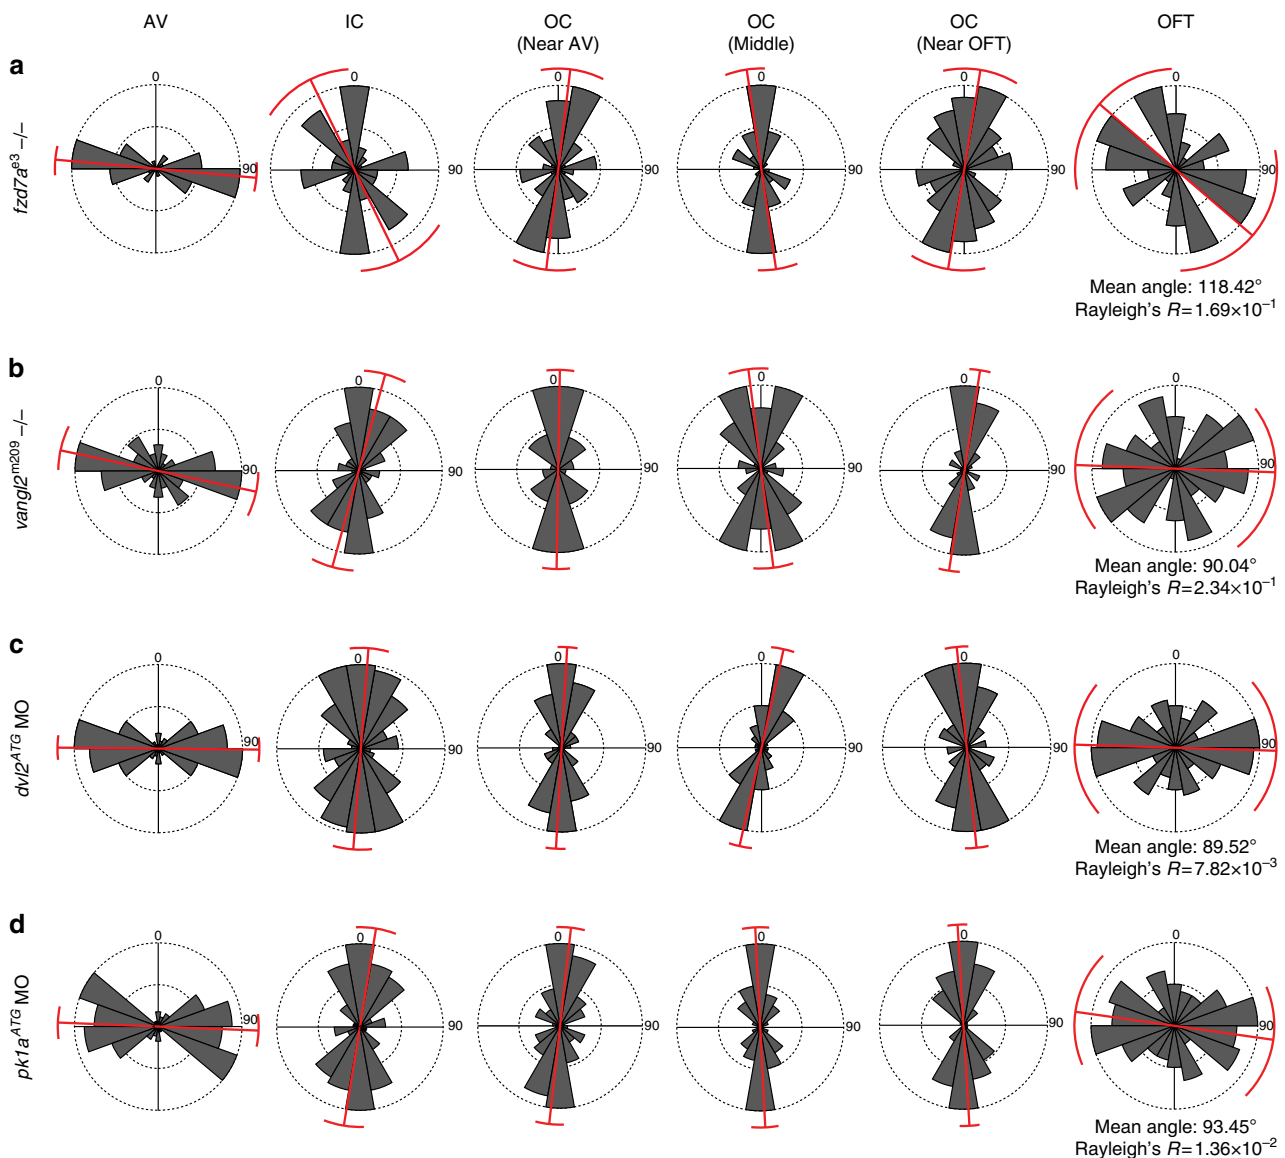 AV IC OC OC OC OFT
(Near AV) (Middle) (Near OFT)
a
fzd7a^e3 −/−
0 0 0 0 0 0
90 90 90 90 90 90
Mean angle: 118.42°
Rayleigh's R=1.69×10^−1
b
vangl2^m209 −/−
0 0 0 0 0 0
90 90 90 90 90 90
Mean angle: 90.04°
Rayleigh's R=2.34×10^−1
c
dvl2^ATG MO
0 0 0 0 0 0
90 90 90 90 90 90
Mean angle: 89.52°
Rayleigh's R=7.82×10^−3
d
pk1a^ATG MO
0 0 0 0 0 0
90 90 90 90 90 90
Mean angle: 93.45°
Rayleigh's R=1.36×10^−2